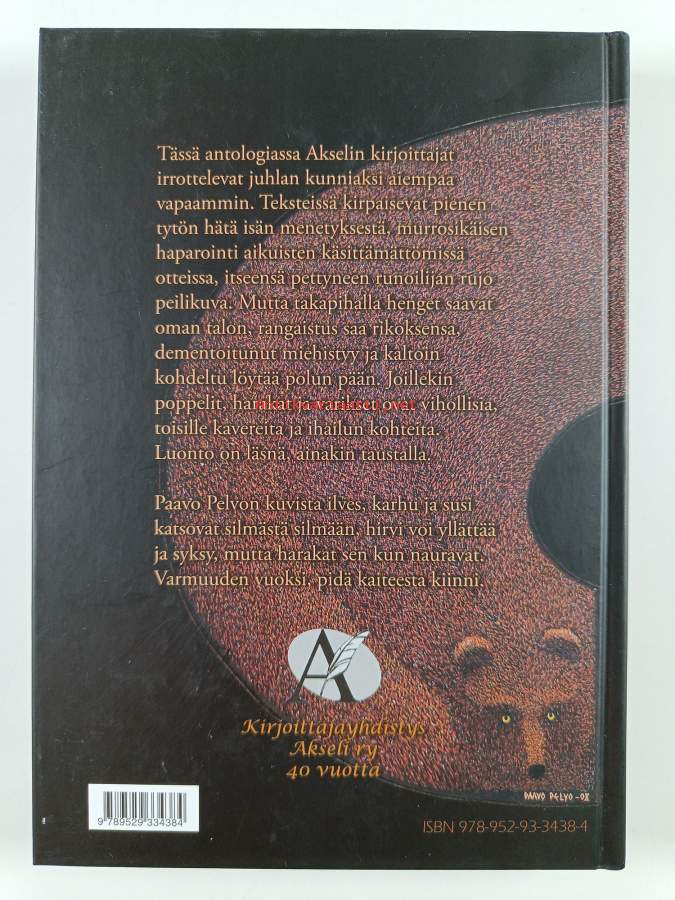 Tässä antologiassa Akselin kirjoittajat
irrottelevat juhlan kunniaksi aiempaa
vapaammin. Teksteissä kirpaisevat pienen
tytön hätä isän menetyksestä, murrosikäisen
haparointi aikuisten käsittämättömissä
otteissa, itseensä pettyneen runoilijan rujo
peilikuva. Mutta takapihalla henget saavat
oman talon, rangaistus saa rikoksensa,
dementoitunut miehistyy ja kaltoin
kohdeltu löytää polun pään. Joillekin
poppelit, harakat ovat vihollisia,
toisille kavereita ja ihailun kohteita.
Luonto on läsnä, ainakin taustalla.
Paavo Pelvon kuvista ilves, karhu ja susi
katsovat silmästä silmään, hirvi voi yllättää
ja syksy, mutta harakat sen kun nauravat.
Varmuuden vuoksi, pidä kaiteesta kiinni.
A
Kirjoittajayhdistys
Akseli ry
40 vuotta
PAAVO PELVO -08
9 789529 334384
ISBN 978-952-93-3438-4